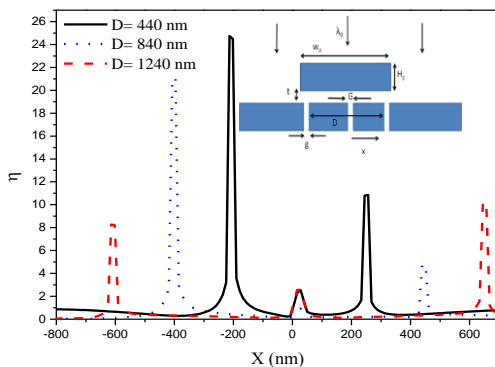 D= 440 nm
D= 840 nm
D= 1240 nm
λ0
wp
Hp
t
G
D
g
x
26
24
22
20
18
16
14
12
10
8
6
4
2
0
η
-800 -600 -400 -200 0 200 400 600
X (nm)